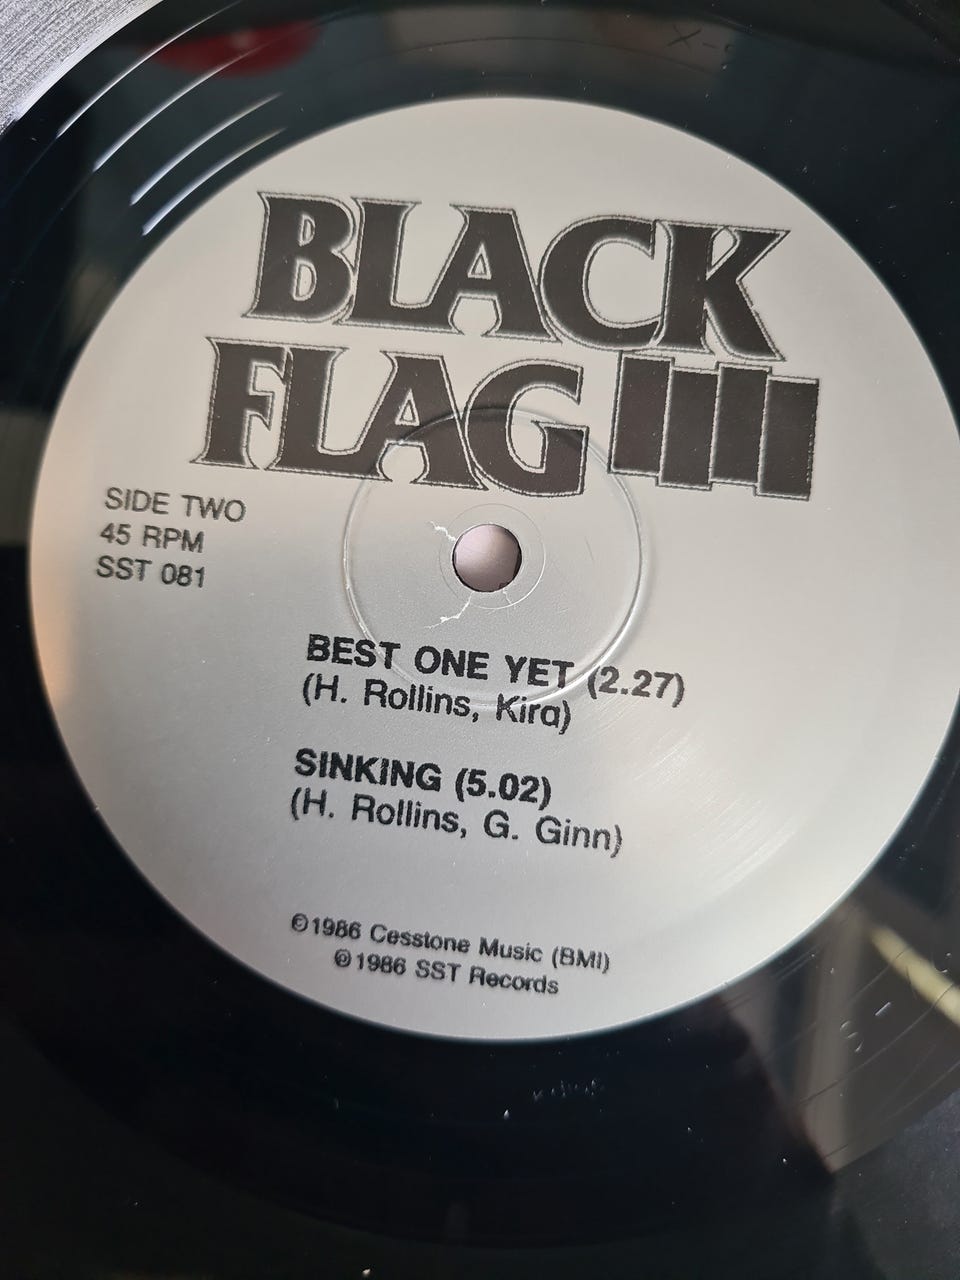 BLACK
FLAG
SIDE TWO
45 RPM
SST 081
BEST ONE YET (2.27)
(H. Rollins, Kira)
SINKING (5.02)
(H. Rollins, G. Ginn)
©1986 Cesstone Music (BMI)
℗1986 SST Records